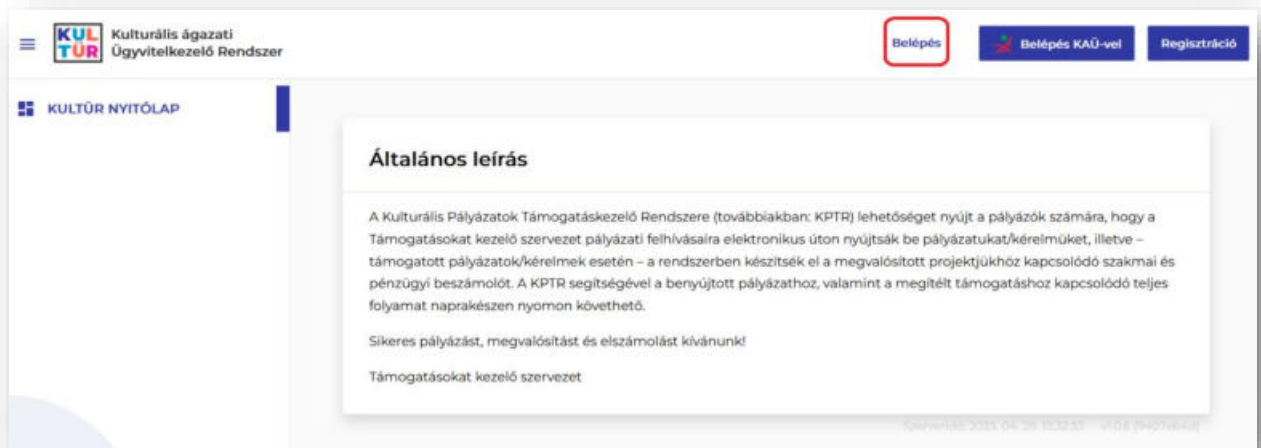 KUL
TÜR
Kulturális ágazati
Ügyvitelkezelő Rendszer
Belépés
Belépés KAÜ-vel
Regisztráció
KULTÜR NYITÓLAP
Általános leírás
A Kulturális Pályázatok Támogatáskezelő Rendszere (továbbiakban: KPTR) lehetőséget nyújt a pályázók számára, hogy a
Támogatásokat kezelő szervezet pályázati felhívásaira elektronikus úton nyújtsák be pályázatukat/kérelmüket, illetve –
támogatott pályázatok/kérelmek esetén – a rendszerben készítsék el a megvalósított projektjükhöz kapcsolódó szakmai és
pénzügyi beszámolót. A KPTR segítségével a benyújtott pályázathoz, valamint a megítélt támogatáshoz kapcsolódó teljes
folyamat naprakészen nyomon követhető.
Sikeres pályázást, megvalósítást és elszámolást kívánunk!
Támogatásokat kezelő szervezet